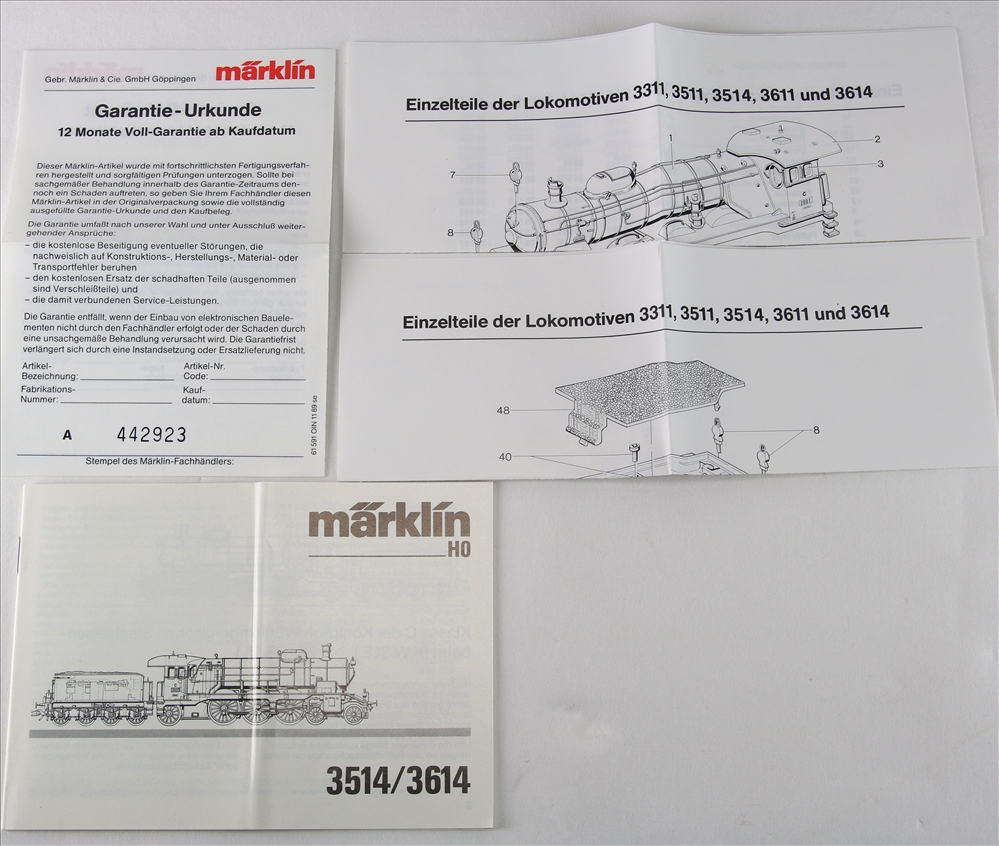 Gebr. Märklin & Cie. GmbH Göppingen
märklin
Garantie-Urkunde
12 Monate Voll-Garantie ab Kaufdatum
Dieser Märklin-Artikel wurde mit fortschrittlichsten Fertigungsverfah-
ren hergestellt und sorgfältigen Prüfungen unterzogen. Sollte bei
sachgemäßer Behandlung innerhalb des Garantie-Zeitraums den-
noch ein Schaden auftreten, so geben Sie Ihrem Fachhändler diesen
Märklin-Artikel in der Originalverpackung sowie die vollständig
ausgefüllte Garantie-Urkunde und den Kaufbeleg.
Die Garantie umfaßt nach unserer Wahl und unter Ausschluß weiter-
gehender Ansprüche:
– die kostenlose Beseitigung eventueller Störungen, die
nachweislich auf Konstruktions-, Herstellungs-, Material- oder
Transportfehler beruhen
– den kostenlosen Ersatz der schadhaften Teile (ausgenommen
sind Verschleißteile) und
– die damit verbundenen Service-Leistungen.
Die Garantie entfällt, wenn der Einbau von elektronischen Bauele-
menten nicht durch den Fachhändler erfolgt oder der Schaden durch
eine unsachgemäße Behandlung verursacht wird. Die Garantiefrist
verlängert sich durch eine Instandsetzung oder Ersatzlieferung nicht.
Artikel-
Bezeichnung:
Artikel-Nr.
Code:
Fabrikations-
Nummer:
Kauf-
datum:
A 442923
Stempel des Märklin-Fachhändlers:
61 591 OIN 11 89 se
Einzelteile der Lokomotiven 3311, 3511, 3514, 3611 und 3614
1
2
3
7
8
Einzelteile der Lokomotiven 3311, 3511, 3514, 3611 und 3614
48
40
8
märklin
HO
3514/3614